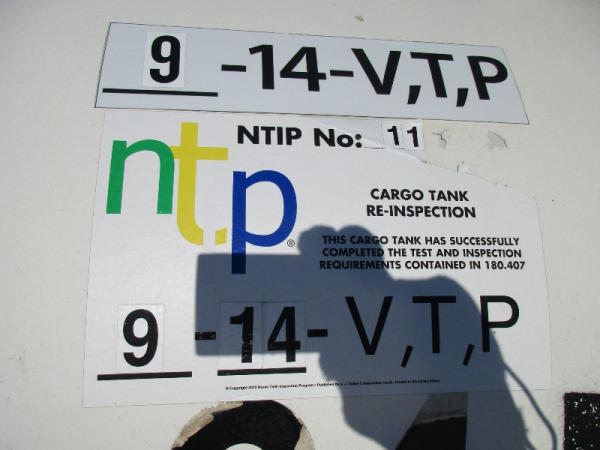 9-14-V,T,P
NTIP No: 11
nt.p®
CARGO TANK
RE-INSPECTION
THIS CARGO TANK HAS SUCCESSFULLY
COMPLETED THE TEST AND INSPECTION
REQUIREMENTS CONTAINED IN 180.407
9-14-V,T,P